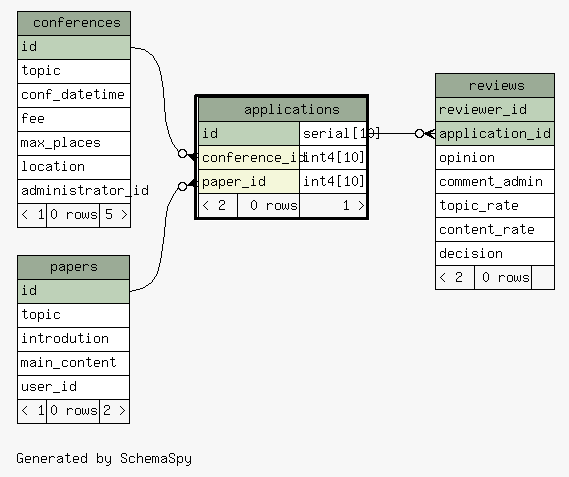 conferences
id
topic
conf_datetime
fee
max_places
location
administrator_id
< 1 0 rows 5 >
applications
id serial[10]
conference_id int4[10]
paper_id int4[10]
< 2 0 rows 1 >
reviews
reviewer_id
application_id
opinion
comment_admin
topic_rate
content_rate
decision
< 2 0 rows
papers
id
topic
introdution
main_content
user_id
< 1 0 rows 2 >
Generated by SchemaSpy